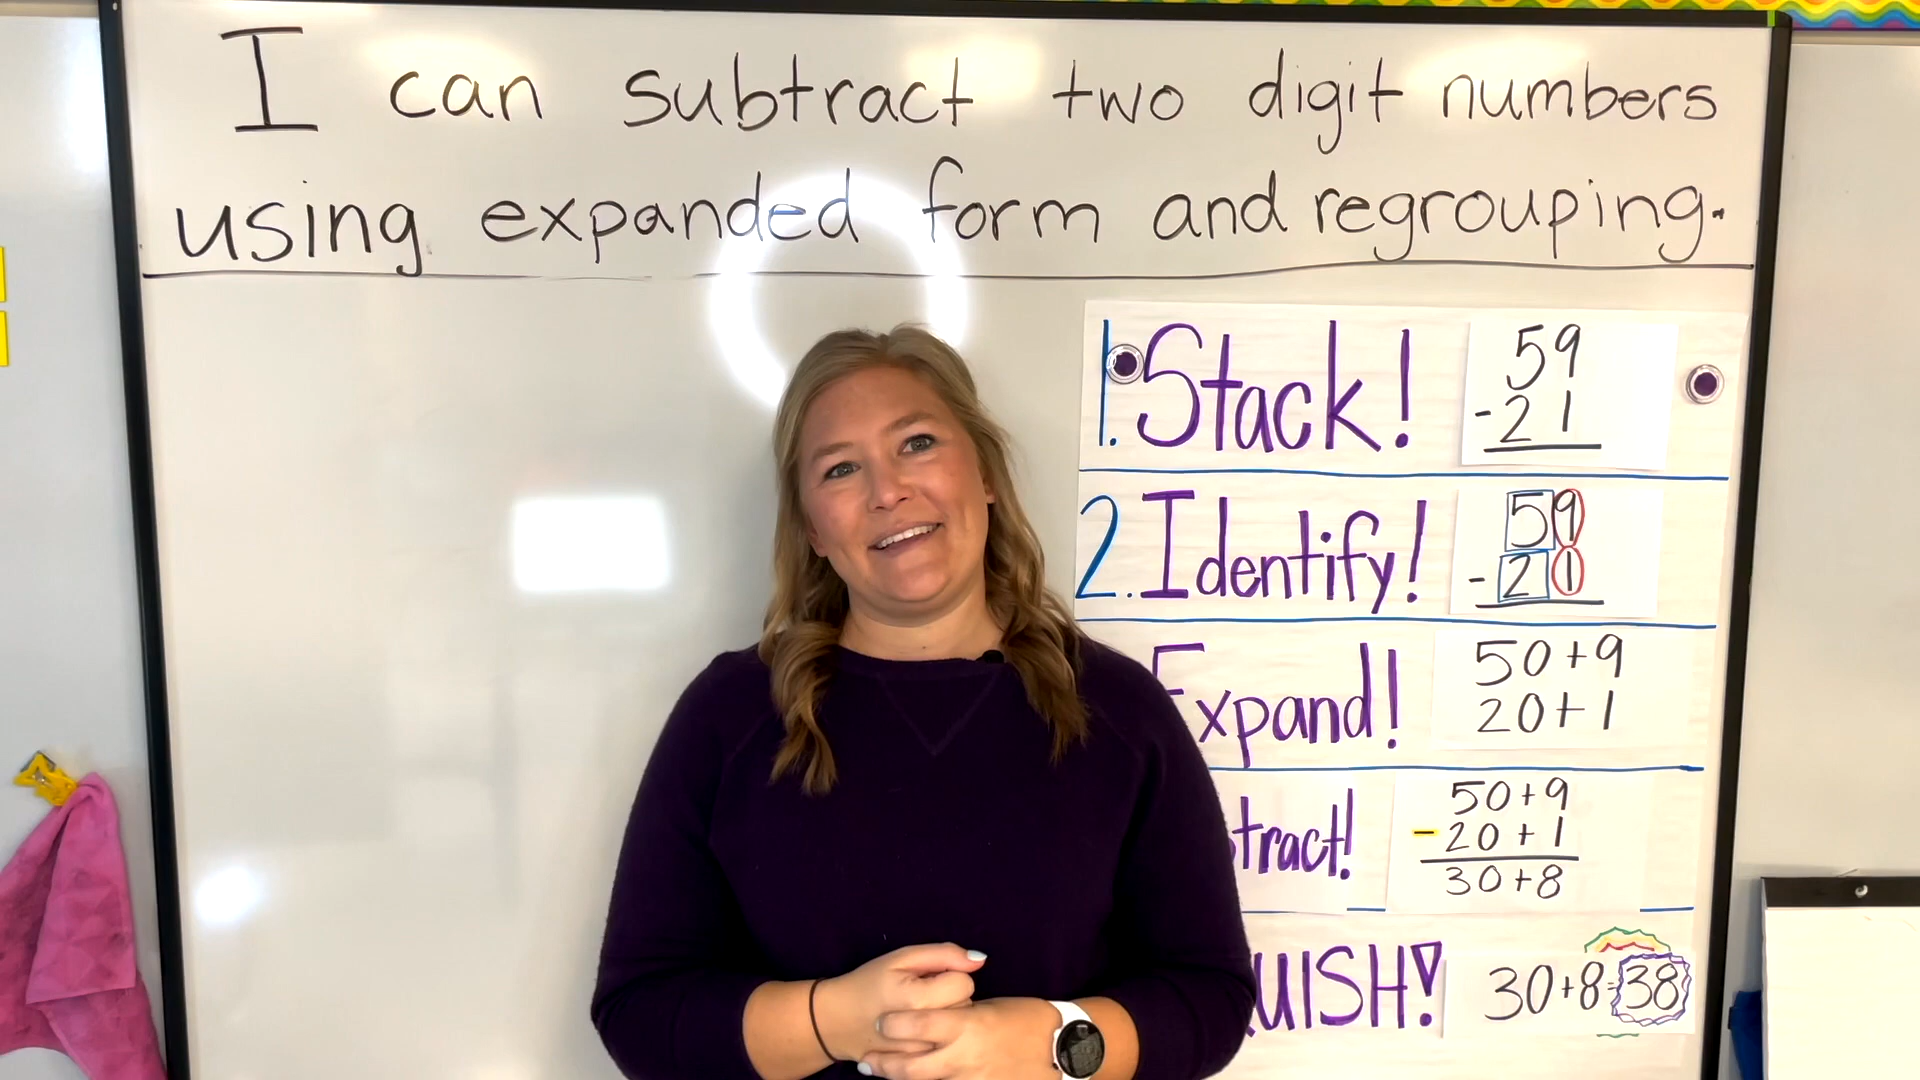 I can subtract two digit numbers
using expanded form and regrouping.
1. Stack!
59
-21
2. Identify!
59
-21
Expand!
50+9
20+1
tract!
50+9
-20+1
30+8
UISH!
30+8=38